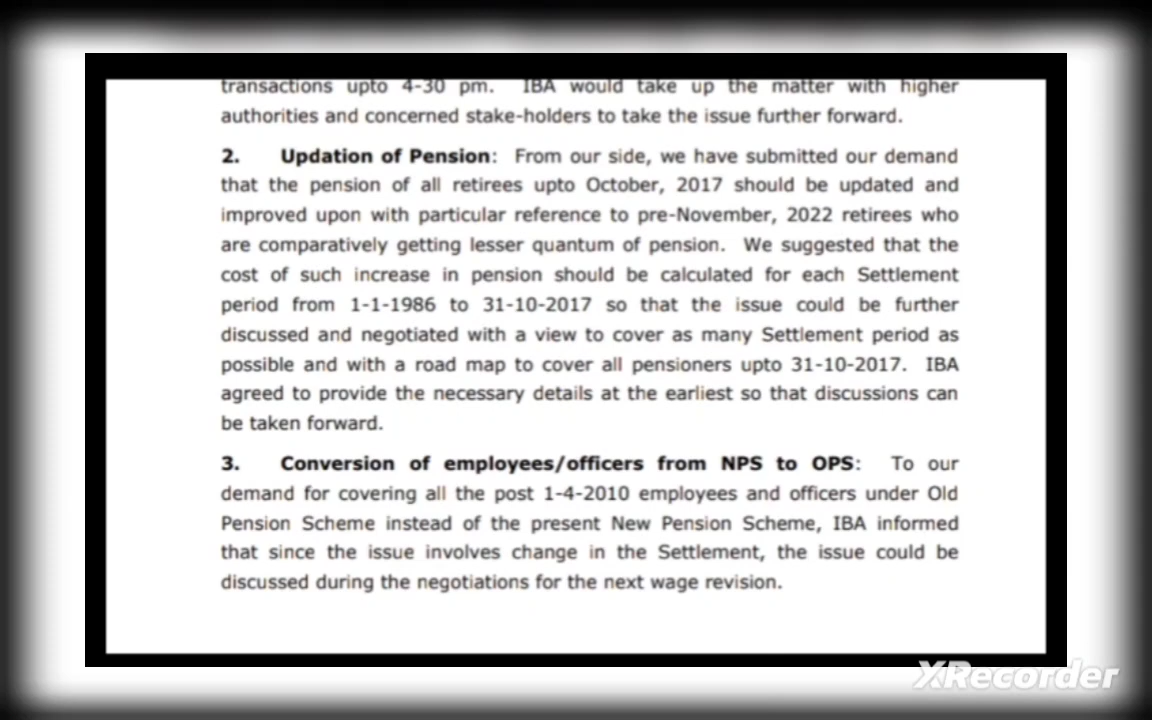 transactions upto 4-30 pm. IBA would take up the matter with higher
authorities and concerned stake-holders to take the issue further forward.
2. Updation of Pension: From our side, we have submitted our demand
that the pension of all retirees upto October, 2017 should be updated and
improved upon with particular reference to pre-November, 2022 retirees who
are comparatively getting lesser quantum of pension. We suggested that the
cost of such increase in pension should be calculated for each Settlement
period from 1-1-1986 to 31-10-2017 so that the issue could be further
discussed and negotiated with a view to cover as many Settlement period as
possible and with a road map to cover all pensioners upto 31-10-2017. IBA
agreed to provide the necessary details at the earliest so that discussions can
be taken forward.
3. Conversion of employees/officers from NPS to OPS: To our
demand for covering all the post 1-4-2010 employees and officers under Old
Pension Scheme instead of the present New Pension Scheme, IBA informed
that since the issue involves change in the Settlement, the issue could be
discussed during the negotiations for the next wage revision.
XRecorder